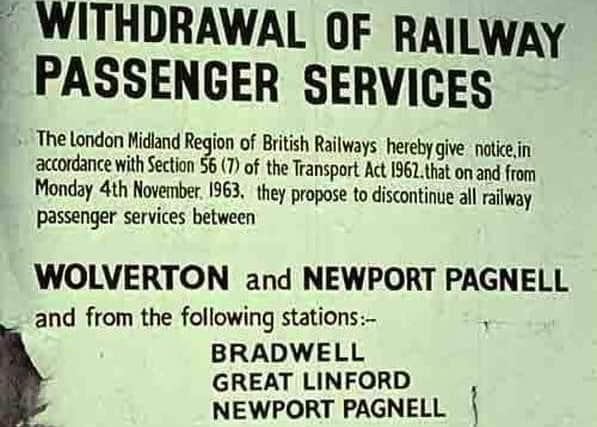 WITHDRAWAL OF RAILWAY
PASSENGER SERVICES
The London Midland Region of British Railways hereby give notice, in
accordance with Section 56 (7) of the Transport Act 1962. that on and from
Monday 4th November. 1963. they propose to discontinue all railway
passenger services between
WOLVERTON and NEWPORT PAGNELL
and from the following stations:-
BRADWELL
GREAT LINFORD
NEWPORT PAGNELL